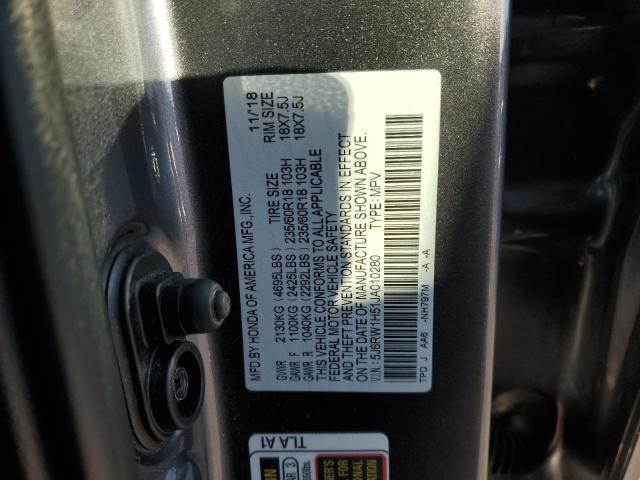 MFD.BY HONDA OF AMERICA MFG.,INC. 11/18
GVWR 2130KG (4695LBS) TIRE SIZE RIM SIZE
GAWR F 1100KG (2425LBS) 235/60R18 103H 18X7.5J
GAWR R 1040KG (2292LBS) 235/60R18 103H 18X7.5J
THIS VEHICLE CONFORMS TO ALL APPLICABLE
FEDERAL MOTOR VEHICLE SAFETY
AND THEFT PREVENTION STANDARDS IN EFFECT
ON THE DATE OF MANUFACTURE SHOWN ABOVE.
V.I.N.: 5J6RW1H51JA010280 TYPE: MPV
TPD J AA6 -NH797M -A -A
TLA A1